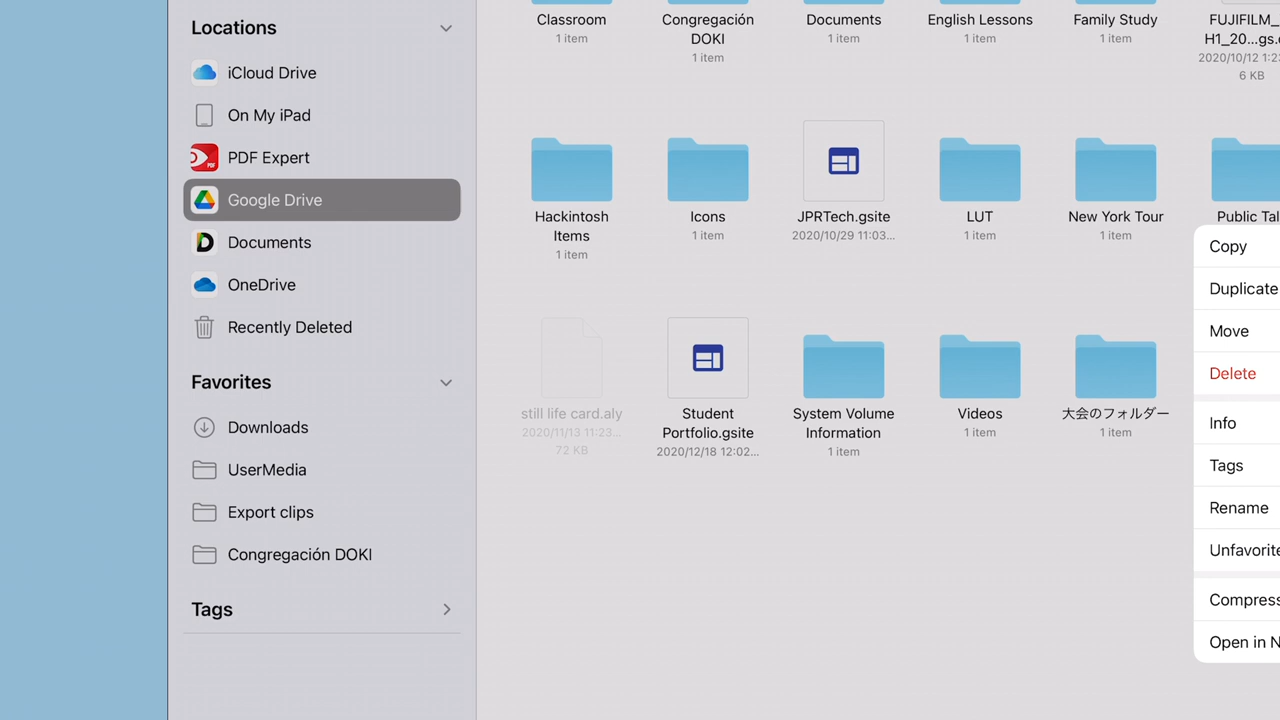 Locations
iCloud Drive
On My iPad
PDF Expert
Google Drive
Documents
OneDrive
Recently Deleted
Favorites
Downloads
UserMedia
Export clips
Congregación DOKI
Tags
Classroom
1 item
Congregación
DOKI
1 item
Documents
1 item
English Lessons
1 item
Family Study
1 item
FUJIFILM_
H1_20...gs.
2020/10/12 1:2
6 KB
Hackintosh
Items
1 item
Icons
1 item
JPRTech.gsite
2020/10/29 11:03...
LUT
1 item
New York Tour
1 item
Public Tal
still life card.aly
2020/11/13 11:23...
72 KB
Student
Portfolio.gsite
2020/12/18 12:02...
System Volume
Information
1 item
Videos
1 item
大会のフォルダー
1 item
Copy
Duplicate
Move
Delete
Info
Tags
Rename
Unfavorite
Compress
Open in N
PDF